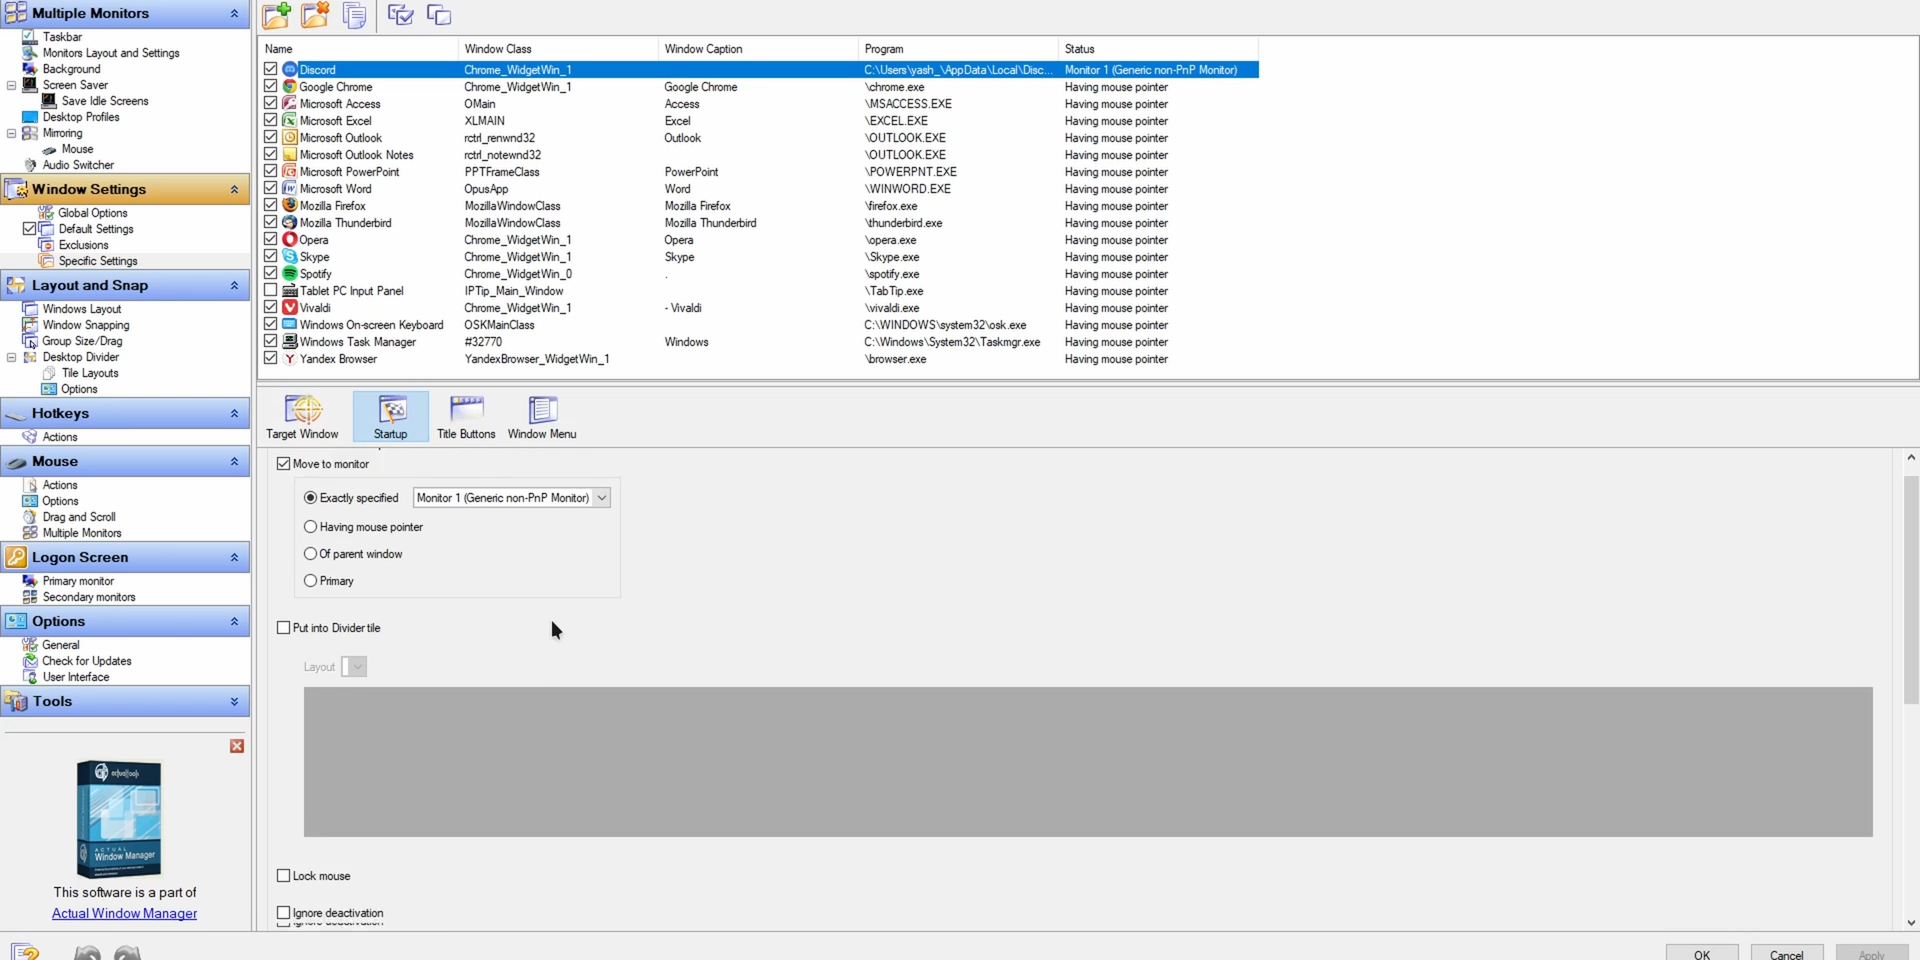 Multiple Monitors
Taskbar
Monitors Layout and Settings
Background
Screen Saver
Save Idle Screens
Desktop Profiles
Mirroring
Mouse
Audio Switcher
Window Settings
Global Options
Default Settings
Exclusions
Specific Settings
Layout and Snap
Windows Layout
Window Snapping
Group Size/Drag
Desktop Divider
Tile Layouts
Options
Hotkeys
Actions
Mouse
Actions
Options
Drag and Scroll
Multiple Monitors
Logon Screen
Primary monitor
Secondary monitors
Options
General
Check for Updates
User Interface
Tools
ACTUAL
Window Manager
This software is a part of
Actual Window Manager
Name Window Class Window Caption Program Status
Discord Chrome_WidgetWin_1 C:\Users\yash_\AppData\Local\Disc... Monitor 1 (Generic non-PnP Monitor)
Google Chrome Chrome_WidgetWin_1 Google Chrome \chrome.exe Having mouse pointer
Microsoft Access OMain Access \MSACCESS.EXE Having mouse pointer
Microsoft Excel XLMAIN Excel \EXCEL.EXE Having mouse pointer
Microsoft Outlook rctrl_renwnd32 Outlook \OUTLOOK.EXE Having mouse pointer
Microsoft Outlook Notes rctrl_notewnd32 \OUTLOOK.EXE Having mouse pointer
Microsoft PowerPoint PPTFrameClass PowerPoint \POWERPNT.EXE Having mouse pointer
Microsoft Word OpusApp Word \WINWORD.EXE Having mouse pointer
Mozilla Firefox MozillaWindowClass Mozilla Firefox \firefox.exe Having mouse pointer
Mozilla Thunderbird MozillaWindowClass Mozilla Thunderbird \thunderbird.exe Having mouse pointer
Opera Chrome_WidgetWin_1 Opera \opera.exe Having mouse pointer
Skype Chrome_WidgetWin_1 Skype \Skype.exe Having mouse pointer
Spotify Chrome_WidgetWin_0 . \spotify.exe Having mouse pointer
Tablet PC Input Panel IPTip_Main_Window \TabTip.exe Having mouse pointer
Vivaldi Chrome_WidgetWin_1 - Vivaldi \vivaldi.exe Having mouse pointer
Windows On-screen Keyboard OSKMainClass C:\WINDOWS\system32\osk.exe Having mouse pointer
Windows Task Manager #32770 Windows C:\Windows\System32\Taskmgr.exe Having mouse pointer
Yandex Browser YandexBrowser_WidgetWin_1 \browser.exe Having mouse pointer
Target Window Startup Title Buttons Window Menu
Move to monitor
Exactly specified Monitor 1 (Generic non-PnP Monitor)
Having mouse pointer
Of parent window
Primary
Put into Divider tile
Layout
Lock mouse
Ignore deactivation
Ignore deactivation
OK Cancel Apply